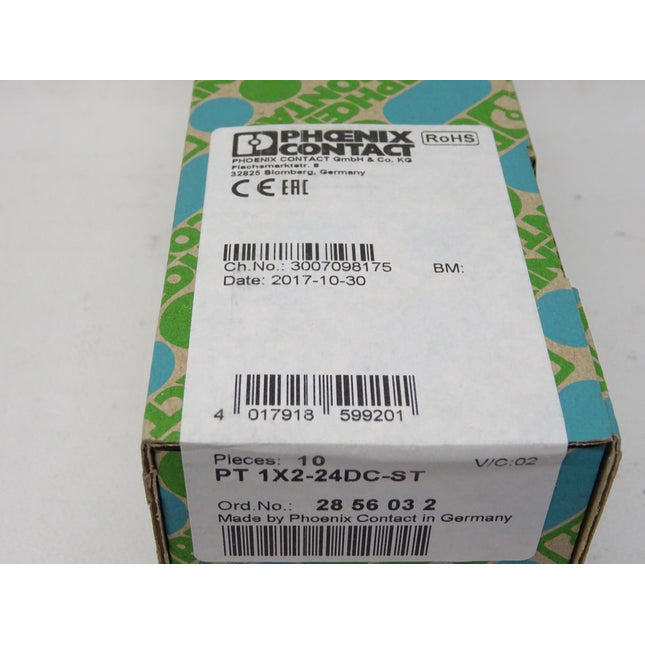 PHŒNIX
CONTACT
RoHS
PHOENIX CONTACT GmbH & Co. KG
Flachsmarktstr. 8
32825 Blomberg, Germany
CE EAC
Ch.No.: 3007098175 BM:
Date: 2017-10-30
4 017918 599201
Pieces: 10 V/C:02
PT 1X2-24DC-ST
Ord.No.: 28 56 03 2
Made by Phoenix Contact in Germany